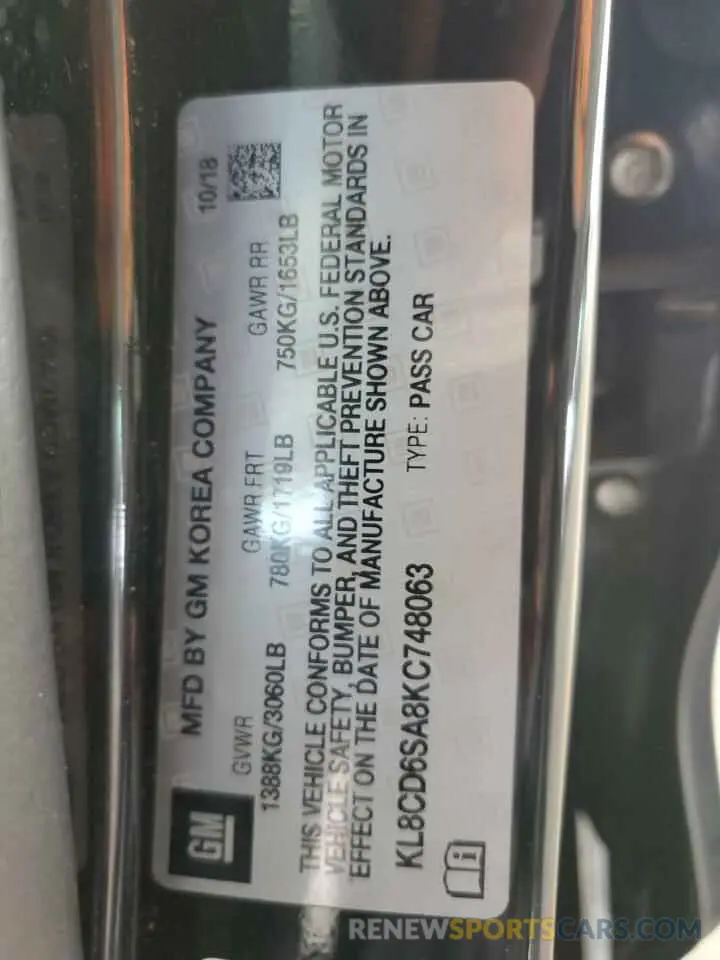 MFD BY GM KOREA COMPANY 10/18
GVWR GAWR FRT GAWR RR
1388KG/3060LB 780KG/1719LB 750KG/1653LB
THIS VEHICLE CONFORMS TO ALL APPLICABLE U.S. FEDERAL MOTOR
VEHICLE SAFETY, BUMPER, AND THEFT PREVENTION STANDARDS IN
EFFECT ON THE DATE OF MANUFACTURE SHOWN ABOVE.
KL8CD6SA8KC748063 TYPE: PASS CAR
GM
RENEWSPORTSCARS.COM